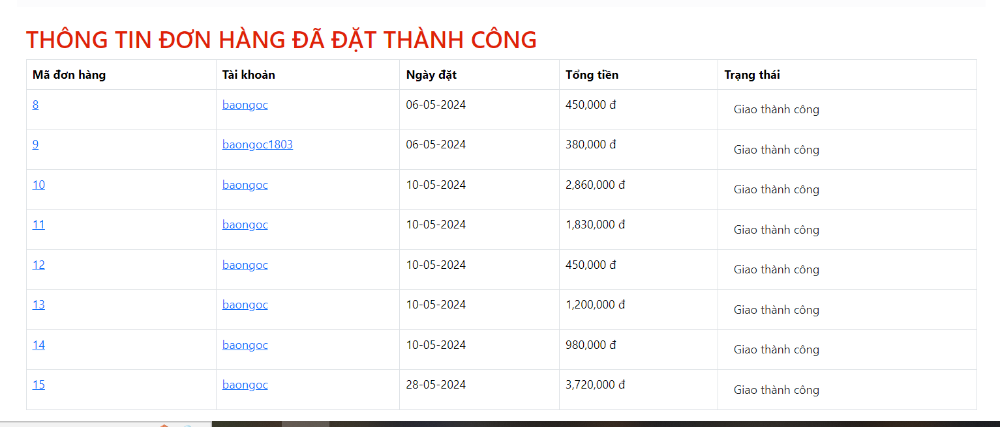 THÔNG TIN ĐƠN HÀNG ĐÃ ĐẶT THÀNH CÔNG
Mã đơn hàng Tài khoản Ngày đặt Tổng tiền Trạng thái
8 baongoc 06-05-2024 450,000 đ Giao thành công
9 baongoc1803 06-05-2024 380,000 đ Giao thành công
10 baongoc 10-05-2024 2,860,000 đ Giao thành công
11 baongoc 10-05-2024 1,830,000 đ Giao thành công
12 baongoc 10-05-2024 450,000 đ Giao thành công
13 baongoc 10-05-2024 1,200,000 đ Giao thành công
14 baongoc 10-05-2024 980,000 đ Giao thành công
15 baongoc 28-05-2024 3,720,000 đ Giao thành công